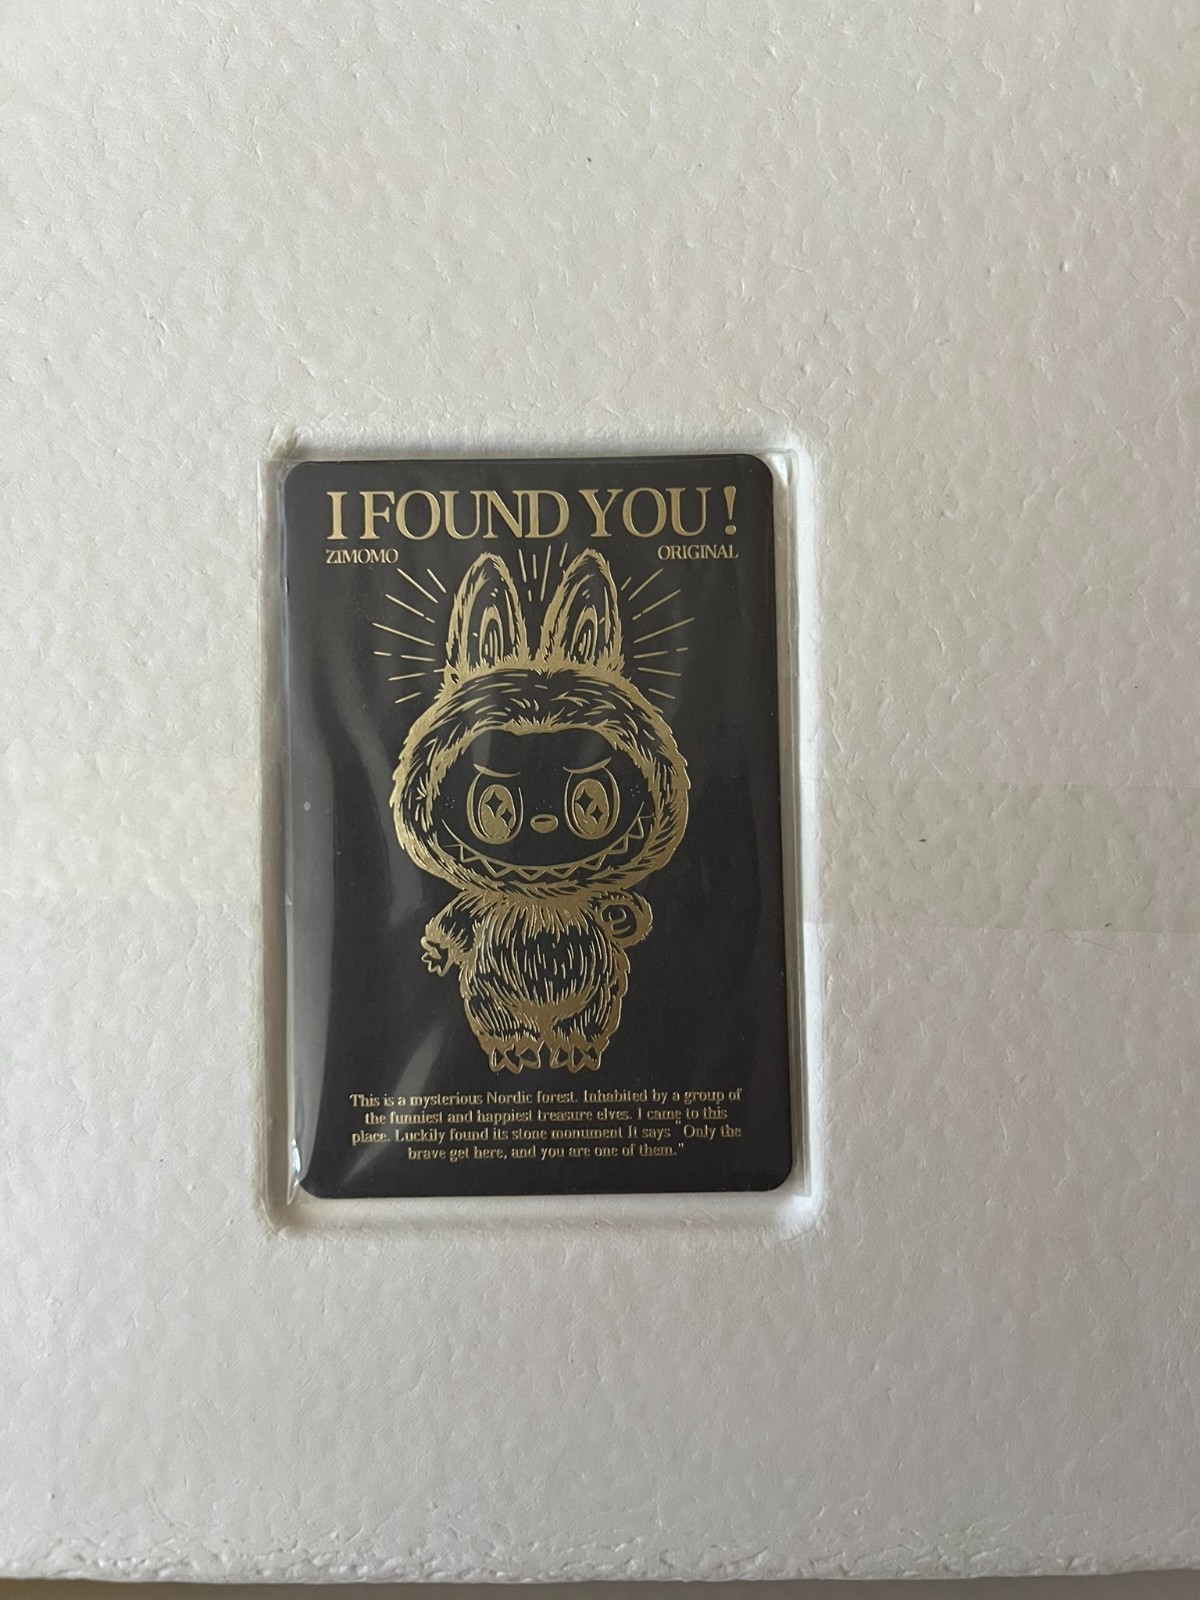 I FOUND YOU!
ZIMOMO ORIGINAL
This is a mysterious Nordic forest. Inhabited by a group of
the funniest and happiest treasure elves. I came to this
place. Luckily found its stone monument It says "Only the
brave get here, and you are one of them."